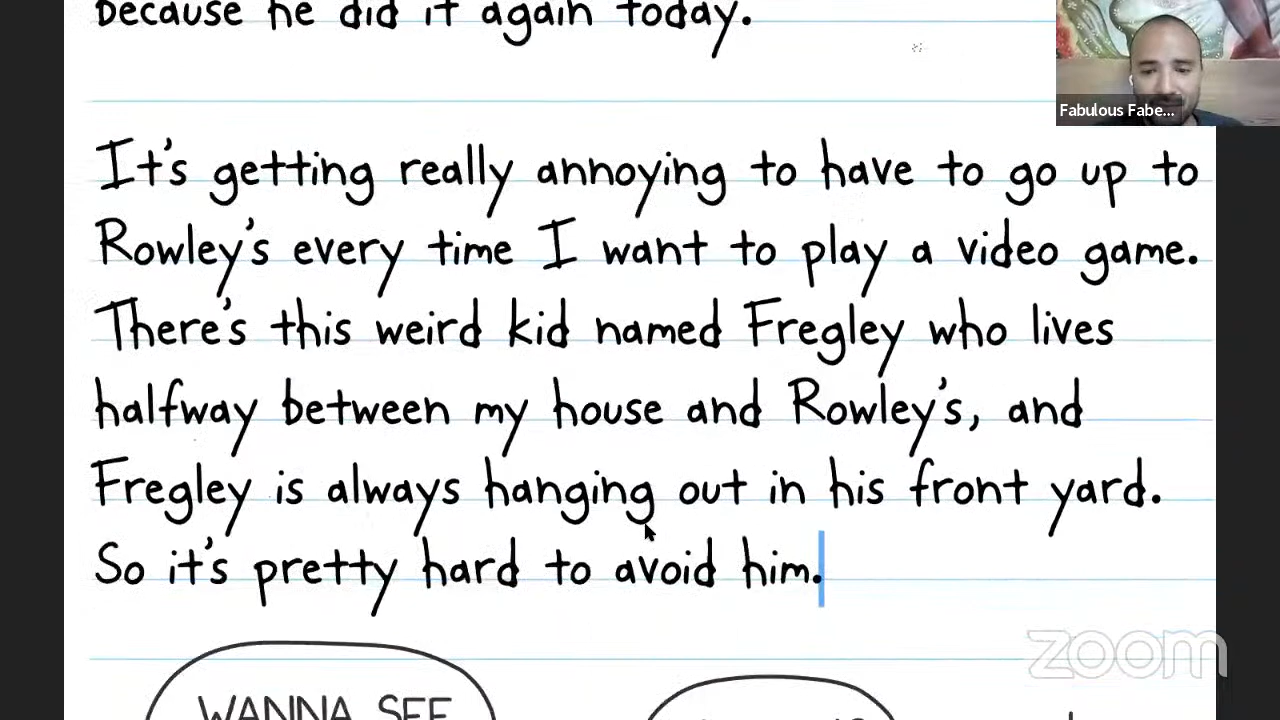 because he did it again today.
Fabulous Fabe...
It's getting really annoying to have to go up to
Rowley's every time I want to play a video game.
There's this weird kid named Fregley who lives
halfway between my house and Rowley's, and
Fregley is always hanging out in his front yard.
So it's pretty hard to avoid him.
zoom
WANNA SEE